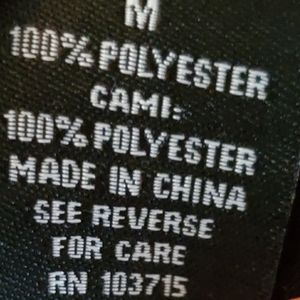 M
100% POLYESTER
CAMI:
100% POLYESTER
MADE IN CHINA
SEE REVERSE
FOR CARE
RN 103715